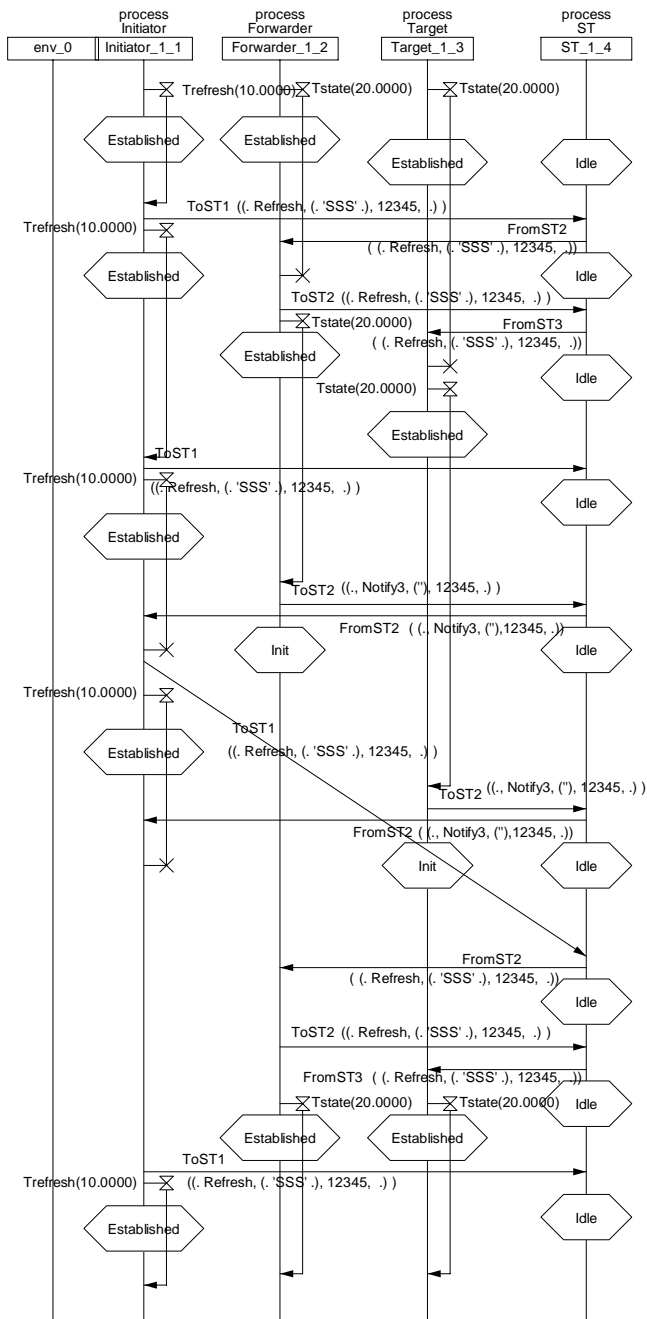 process process process process
Initiator Forwarder Target ST
env_0 Initiator_1_1 Forwarder_1_2 Target_1_3 ST_1_4
Trefresh(10.0000) Tstate(20.0000) Tstate(20.0000)
Established Established Established Idle
ToST1 ((. Refresh, (. 'SSS' .), 12345, .) )
Trefresh(10.0000) FromST2
( (. Refresh, (. 'SSS' .), 12345, .))
Established Idle
ToST2 ((. Refresh, (. 'SSS' .), 12345, .) )
Tstate(20.0000) FromST3
( (. Refresh, (. 'SSS' .), 12345, .))
Established Idle
Tstate(20.0000)
Established
ToST1
Trefresh(10.0000) ((. Refresh, (. 'SSS' .), 12345, .) )
Idle
Established
ToST2 ((., Notify3, (''), 12345, .) )
FromST2 ( (., Notify3, (''),12345, .))
Init Idle
Trefresh(10.0000)
ToST1
Established ((. Refresh, (. 'SSS' .), 12345, .) ) Idle
ToST2 ((., Notify3, (''), 12345, .) )
FromST2 ( (., Notify3, (''),12345, .))
Init Idle
FromST2
( (. Refresh, (. 'SSS' .), 12345, .))
Idle
ToST2 ((. Refresh, (. 'SSS' .), 12345, .) )
FromST3 ( (. Refresh, (. 'SSS' .), 12345, .))
Tstate(20.0000) Tstate(20.0000) Idle
Established Established
ToST1
Trefresh(10.0000) ((. Refresh, (. 'SSS' .), 12345, .) )
Established Idle